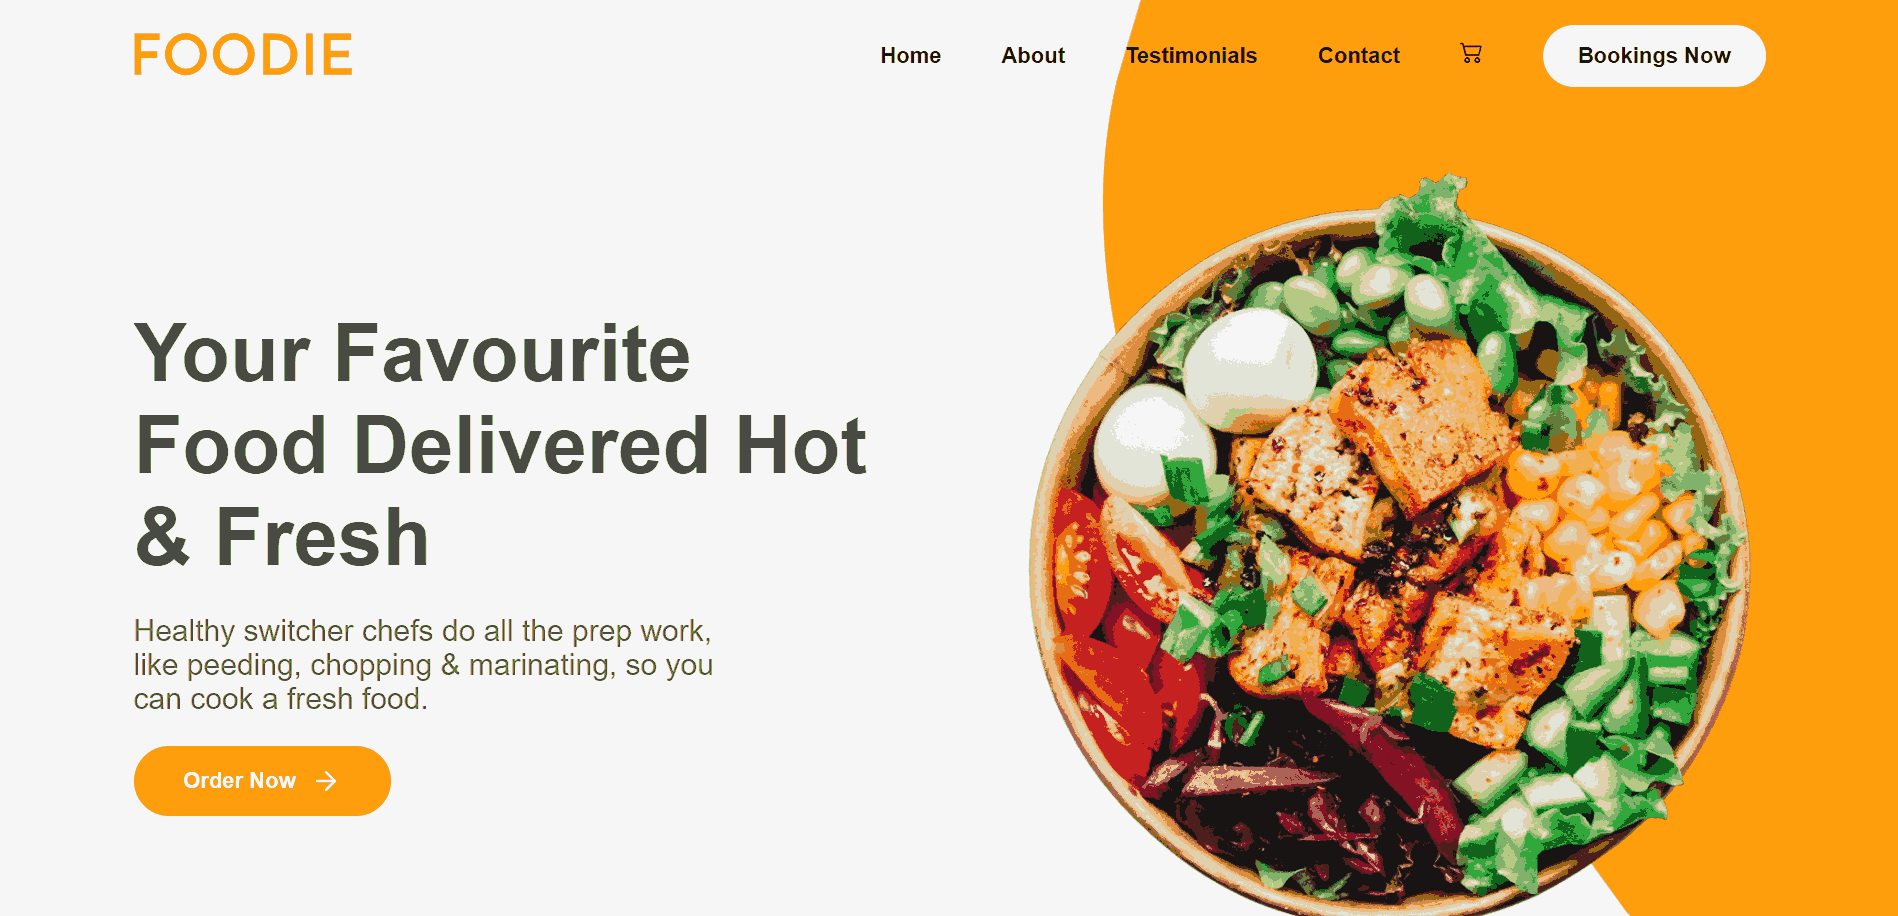 FOODIE
Home
About
Testimonials
Contact
Bookings Now
Your Favourite
Food Delivered Hot
& Fresh
Healthy switcher chefs do all the prep work,
like peeding, chopping & marinating, so you
can cook a fresh food.
Order Now